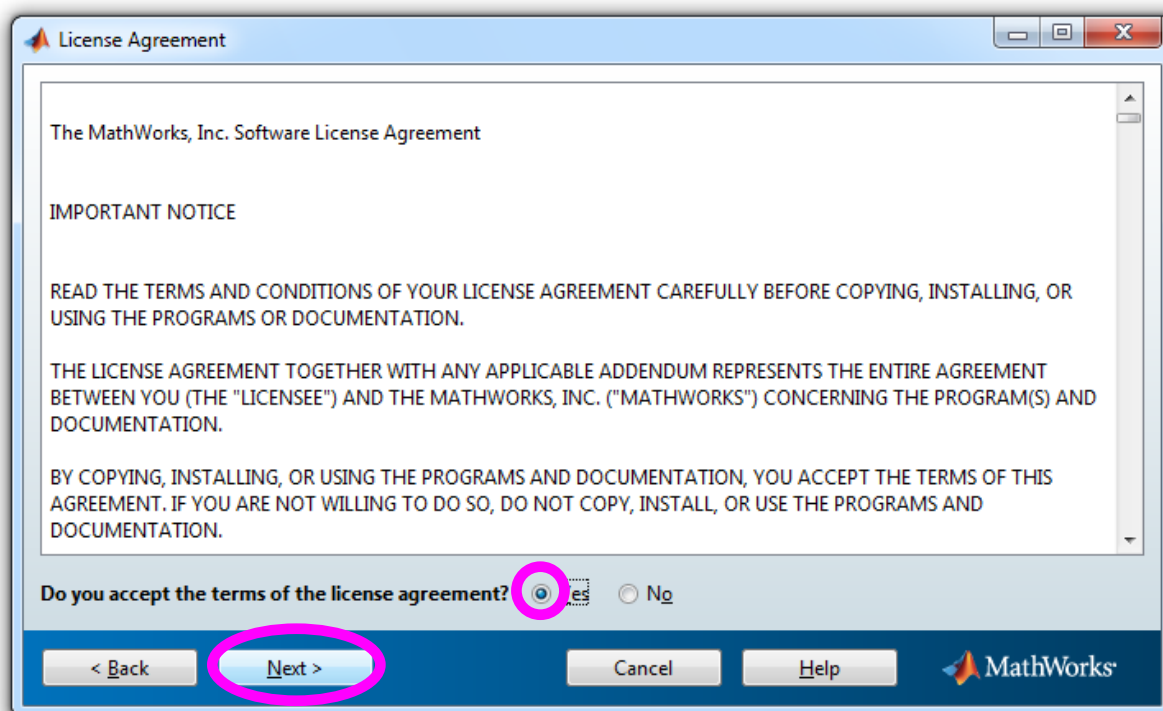 License Agreement
The MathWorks, Inc. Software License Agreement
IMPORTANT NOTICE
READ THE TERMS AND CONDITIONS OF YOUR LICENSE AGREEMENT CAREFULLY BEFORE COPYING, INSTALLING, OR
USING THE PROGRAMS OR DOCUMENTATION.
THE LICENSE AGREEMENT TOGETHER WITH ANY APPLICABLE ADDENDUM REPRESENTS THE ENTIRE AGREEMENT
BETWEEN YOU (THE "LICENSEE") AND THE MATHWORKS, INC. ("MATHWORKS") CONCERNING THE PROGRAM(S) AND
DOCUMENTATION.
BY COPYING, INSTALLING, OR USING THE PROGRAMS AND DOCUMENTATION, YOU ACCEPT THE TERMS OF THIS
AGREEMENT. IF YOU ARE NOT WILLING TO DO SO, DO NOT COPY, INSTALL, OR USE THE PROGRAMS AND
DOCUMENTATION.
Do you accept the terms of the license agreement? Yes No
< Back Next > Cancel Help MathWorks®